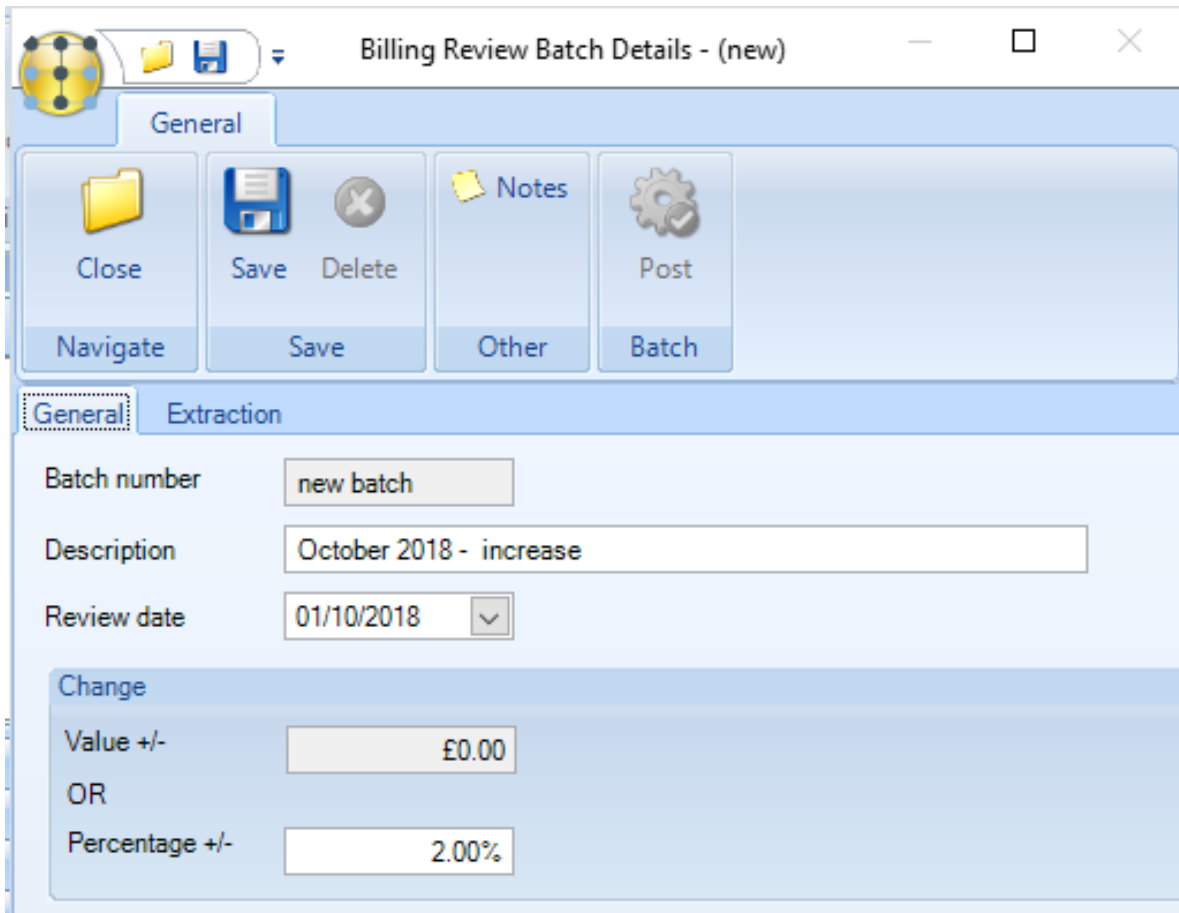 Billing Review Batch Details - (new)
General
Close
Save
Delete
Notes
Post
Navigate
Save
Other
Batch
General
Extraction
Batch number
new batch
Description
October 2018 -  increase
Review date
01/10/2018
Change
Value +/-
£0.00
OR
Percentage +/-
2.00%